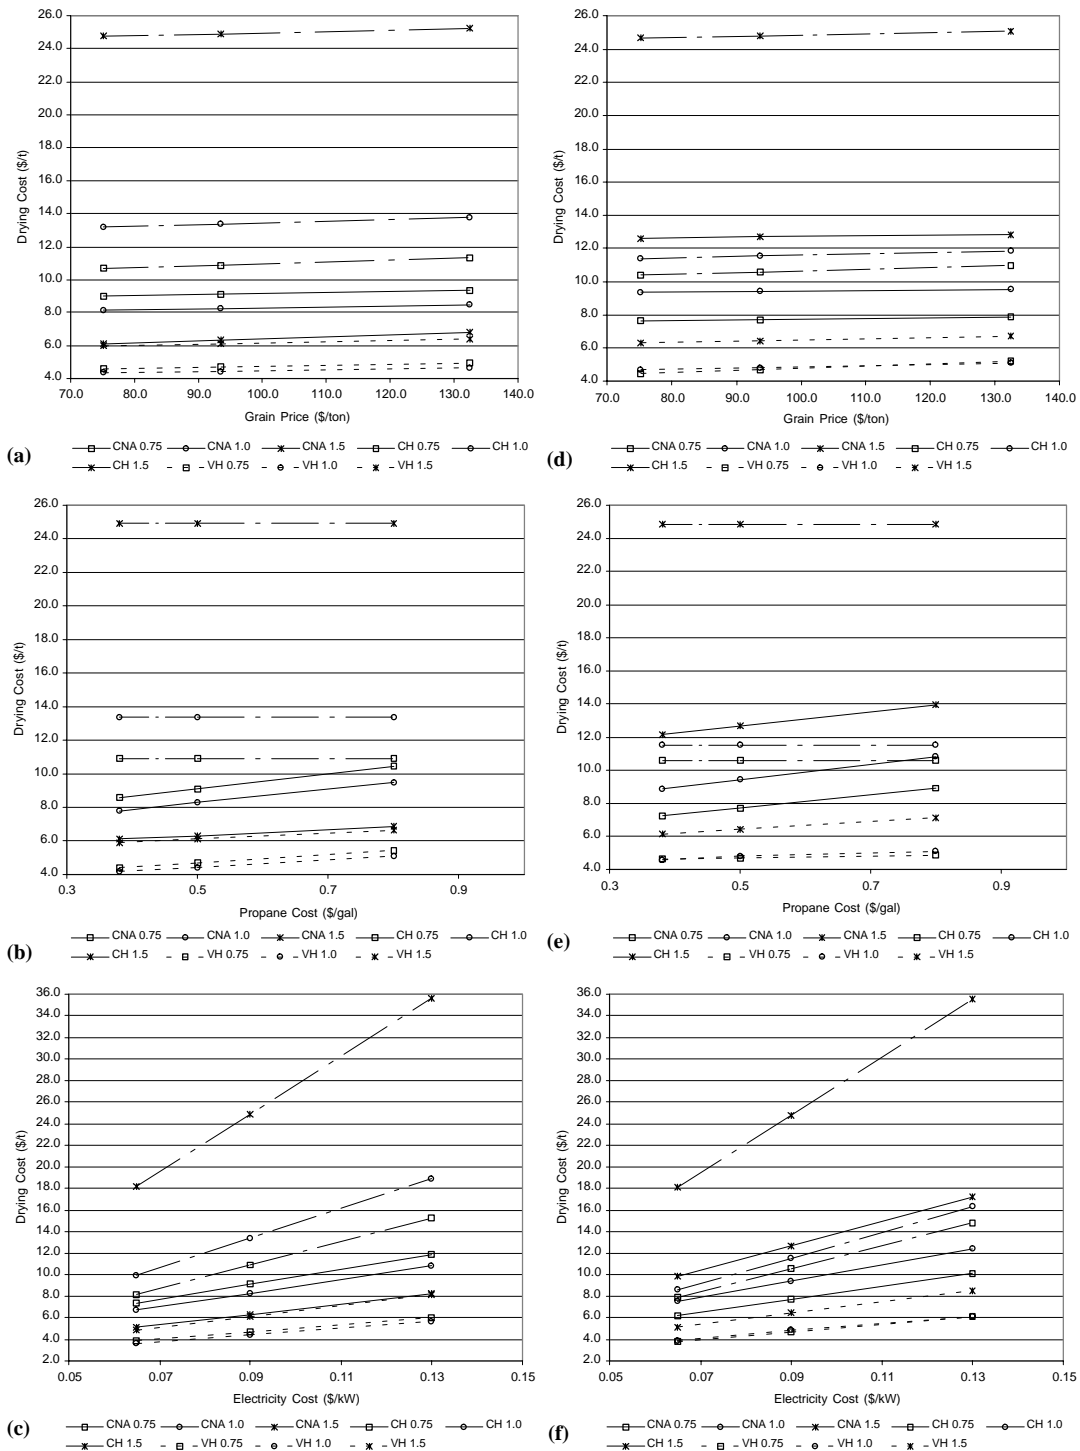 26.0
24.0
22.0
20.0
18.0
16.0
14.0
12.0
10.0
8.0
6.0
4.0
Drying Cost ($/t)
70.0 80.0 90.0 100.0 110.0 120.0 130.0 140.0
Grain Price ($/ton)
(a)
CNA 0.75 CNA 1.0 CNA 1.5 CH 0.75 CH 1.0
CH 1.5 VH 0.75 VH 1.0 VH 1.5
26.0
24.0
22.0
20.0
18.0
16.0
14.0
12.0
10.0
8.0
6.0
4.0
Drying Cost ($/t)
70.0 80.0 90.0 100.0 110.0 120.0 130.0 140.0
Grain Price ($/ton)
(d)
CNA 0.75 CNA 1.0 CNA 1.5 CH 0.75 CH 1.0
CH 1.5 VH 0.75 VH 1.0 VH 1.5
26.0
24.0
22.0
20.0
18.0
16.0
14.0
12.0
10.0
8.0
6.0
4.0
Drying Cost ($/t)
0.3 0.5 0.7 0.9
Propane Cost ($/gal)
(b)
CNA 0.75 CNA 1.0 CNA 1.5 CH 0.75 CH 1.0
CH 1.5 VH 0.75 VH 1.0 VH 1.5
26.0
24.0
22.0
20.0
18.0
16.0
14.0
12.0
10.0
8.0
6.0
4.0
Drying Cost ($/t)
0.3 0.5 0.7 0.9
Propane Cost ($/gal)
(e)
CNA 0.75 CNA 1.0 CNA 1.5 CH 0.75 CH 1.0
CH 1.5 VH 0.75 VH 1.0 VH 1.5
36.0
34.0
32.0
30.0
28.0
26.0
24.0
22.0
20.0
18.0
16.0
14.0
12.0
10.0
8.0
6.0
4.0
2.0
Drying Cost ($/t)
0.05 0.07 0.09 0.11 0.13 0.15
Electricity Cost ($/kW)
(c)
CNA 0.75 CNA 1.0 CNA 1.5 CH 0.75 CH 1.0
CH 1.5 VH 0.75 VH 1.0 VH 1.5
36.0
34.0
32.0
30.0
28.0
26.0
24.0
22.0
20.0
18.0
16.0
14.0
12.0
10.0
8.0
6.0
4.0
2.0
Drying Cost ($/t)
0.05 0.07 0.09 0.11 0.13 0.15
Electricity Cost ($/kW)
(f)
CNA 0.75 CNA 1.0 CNA 1.5 CH 0.75 CH 1.0
CH 1.5 VH 0.75 VH 1.0 VH 1.5